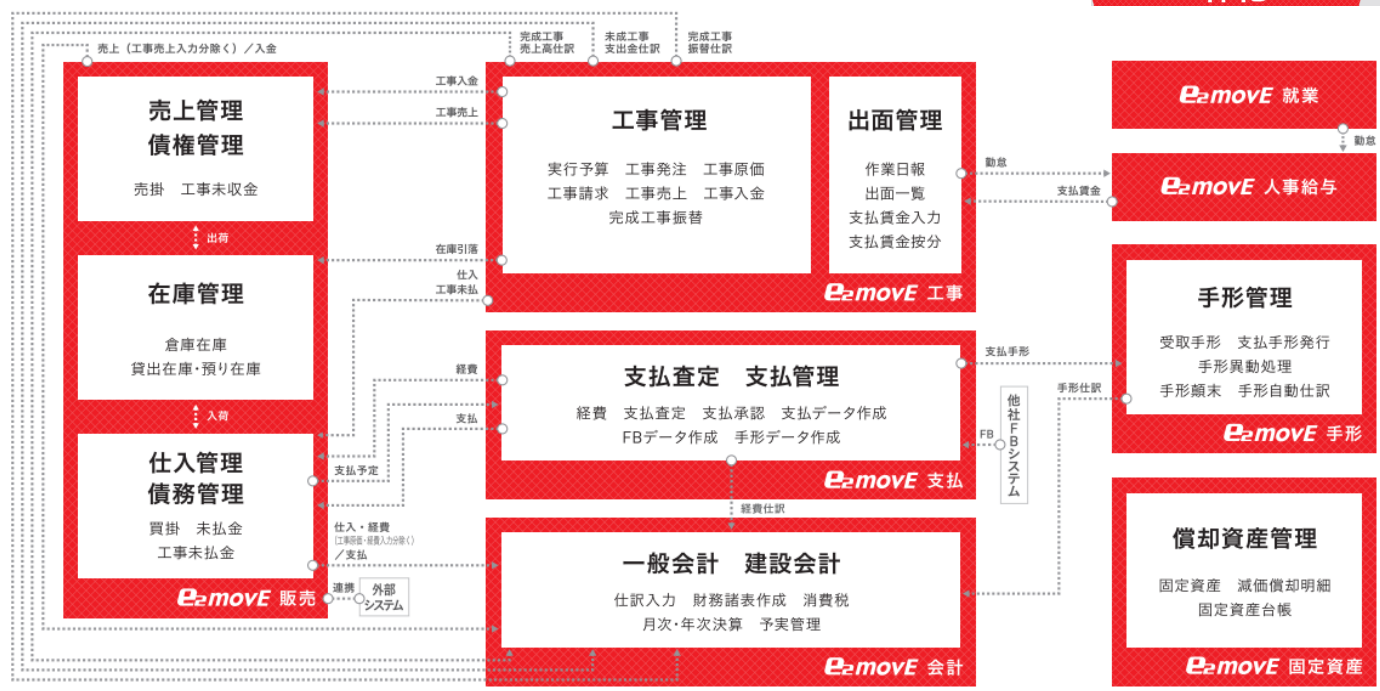 売上（工事売上入力分除く）／入金
完成工事
売上高仕訳
未成工事
支出金仕訳
完成工事
振替仕訳
売上管理
債権管理
売掛　工事未収金
出荷
在庫管理
倉庫在庫
貸出在庫・預り在庫
入荷
仕入管理
債務管理
買掛　未払金
工事未払金
e2movE 販売
連携
外部
システム
工事入金
工事売上
在庫引落
仕入
工事未払
経費
支払
支払予定
仕入・経費
（工事原価・経費入力分除く）
／支払
工事管理
実行予算　工事発注　工事原価
工事請求　工事売上　工事入金
完成工事振替
出面管理
作業日報
出面一覧
支払賃金入力
支払賃金按分
e2movE 工事
勤怠
支払賃金
支払査定　支払管理
経費　支払査定　支払承認　支払データ作成
FBデータ作成　手形データ作成
e2movE 支払
支払手形
手形仕訳
FB
他社FBシステム
経費仕訳
一般会計　建設会計
仕訳入力　財務諸表作成　消費税
月次・年次決算　予実管理
e2movE 会計
e2movE 就業
勤怠
e2movE 人事給与
手形管理
受取手形　支払手形発行
手形異動処理
手形顛末　手形自動仕訳
e2movE 手形
償却資産管理
固定資産　減価償却明細
固定資産台帳
e2movE 固定資産